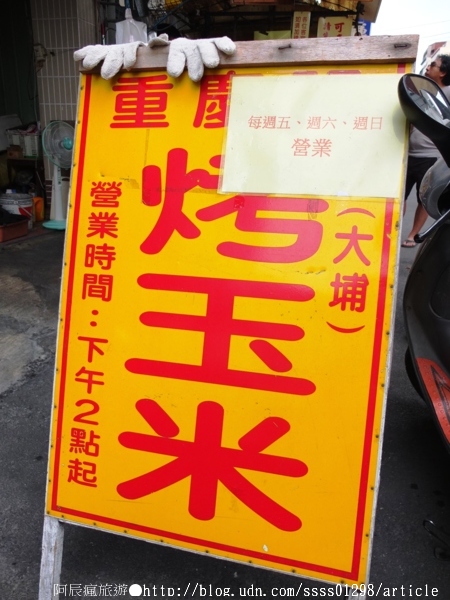 重慶
每週五、週六、週日
營業
烤玉米
(大埔)
營業時間：下午2點起
阿辰瘋旅遊●http://blog.udn.com/ssss01298/article